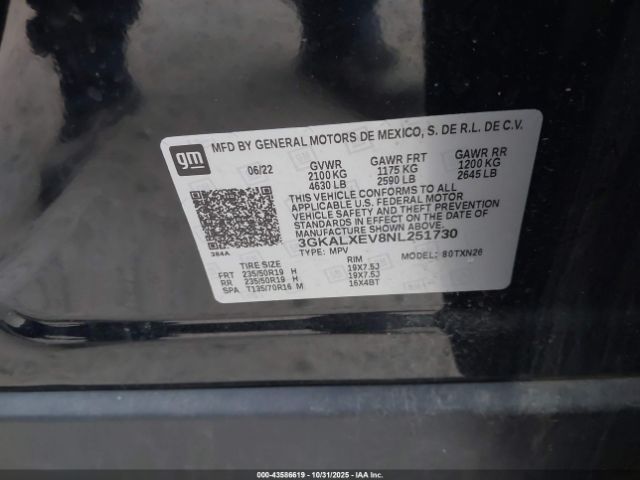 gm
MFD BY GENERAL MOTORS DE MEXICO, S. DE R.L. DE C.V.
06/22 GVWR GAWR FRT GAWR RR
2100 KG 1175 KG 1200 KG
4630 LB 2590 LB 2645 LB
THIS VEHICLE CONFORMS TO ALL
APPLICABLE U.S. FEDERAL MOTOR
VEHICLE SAFETY, BUMPER, AND THEFT
PREVENTION STANDARDS IN EFFECT ON THE DATE OF
MANUFACTURE SHOWN ABOVE.
3GKALXEV8NL251730
384A TYPE: MPV MODEL: 80TXN26
TIRE SIZE RIM
FRT 235/50R19 H 19X7.5J
RR 235/50R19 H 19X7.5J
SPA T135/70R16 M 16X4BT
000-43586619 - 10/31/2025 - COPYRIGHT IAA, LLC